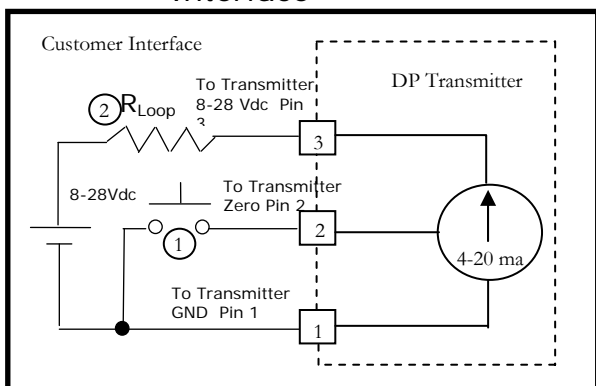 Interface
Customer Interface
DP Transmitter
To Transmitter
8-28 Vdc Pin
3
2
RLoop
3
8-28Vdc
To Transmitter
Zero Pin 2
1
2
4-20 ma
To Transmitter
GND Pin 1
1